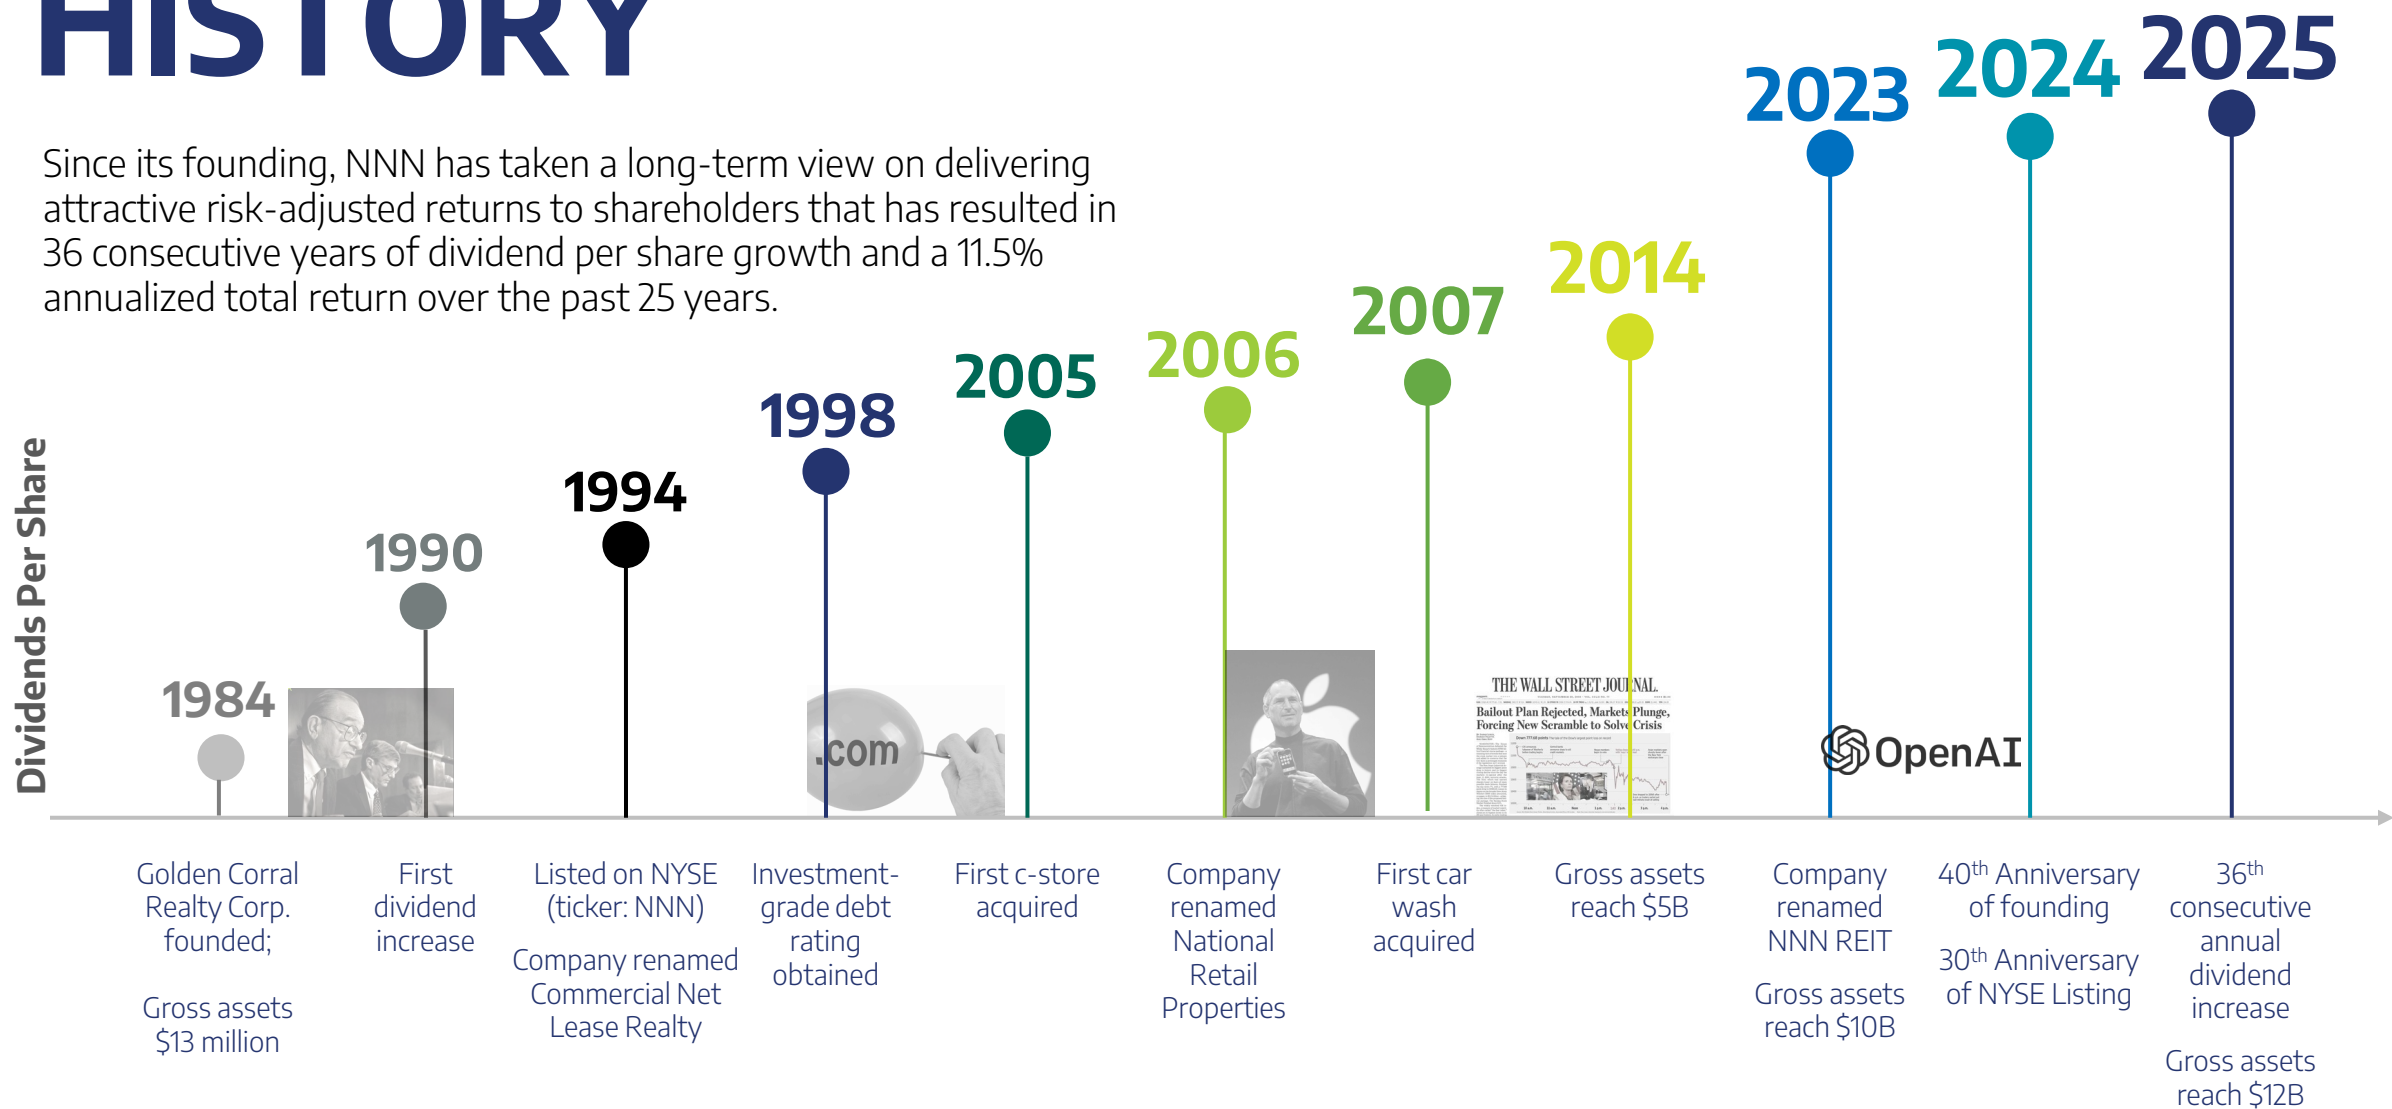 HISTORY
Since its founding, NNN has taken a long-term view on delivering
attractive risk-adjusted returns to shareholders that has resulted in
36 consecutive years of dividend per share growth and a 11.5%
annualized total return over the past 25 years.
Dividends Per Share
1984
1990
1994
1998
2005
2006
2007
2014
2023
2024
2025
.com
THE WALL STREET JOURNAL.
Bailout Plan Rejected, Markets Plunge,
Forcing New Scramble to Solve Crisis
OpenAI
Golden Corral
Realty Corp.
founded;
Gross assets
$13 million
First
dividend
increase
Listed on NYSE
(ticker: NNN)
Company renamed
Commercial Net
Lease Realty
Investment-
grade debt
rating
obtained
First c-store
acquired
Company
renamed
National
Retail
Properties
First car
wash
acquired
Gross assets
reach $5B
Company
renamed
NNN REIT
Gross assets
reach $10B
40th Anniversary
of founding
30th Anniversary
of NYSE Listing
36th
consecutive
annual
dividend
increase
Gross assets
reach $12B